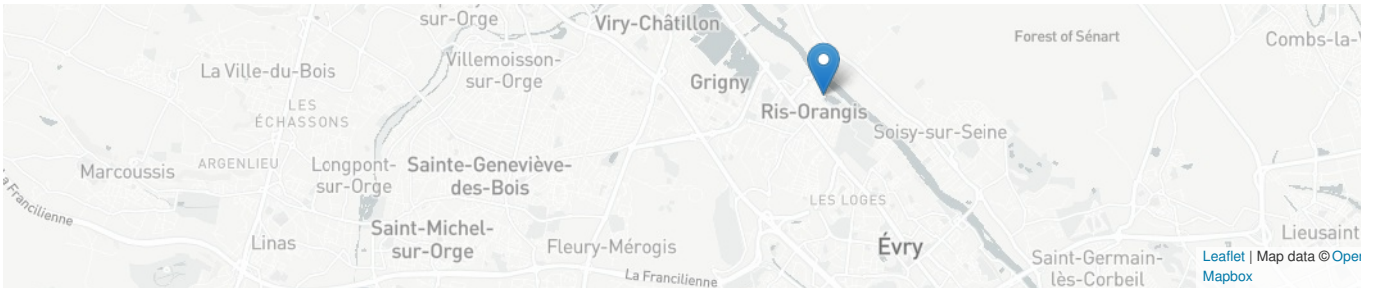 sur-Orge
Viry-Châtillon
Forest of Sénart
Combs-la-V
La Ville-du-Bois
Villemoisson-
sur-Orge
Grigny
LES
ÉCHASSONS
Ris-Orangis
Soisy-sur-Seine
Marcoussis
ARGENLIEU
Longpont-
sur-Orge
Sainte-Geneviève-
des-Bois
La Francilienne
LES LOGES
Saint-Michel-
sur-Orge
Linas
Fleury-Mérogis
Évry
Lieusaint
La Francilienne
Saint-Germain-
lès-Corbeil
Leaflet | Map data © Open
Mapbox